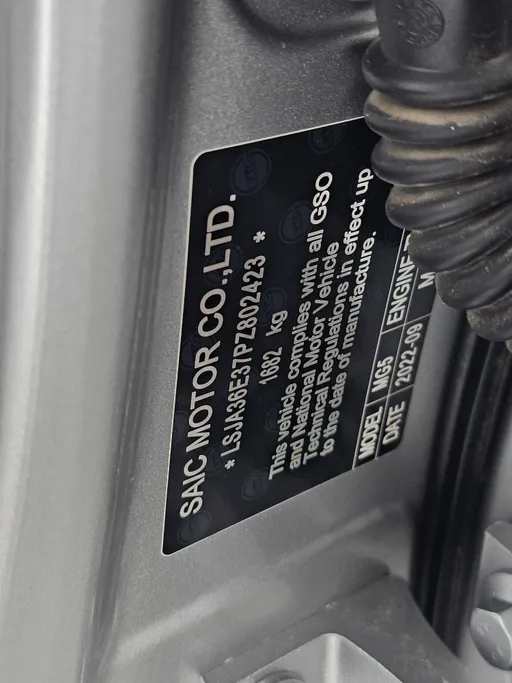 SAIC MOTOR CO.,LTD.
* LSJA36E37PZ802423 *
1682 kg
This vehicle complies with all GSO
and National Motor Vehicle
Technical Regulations in effect up
to the date of manufacture.
MODEL MG5 ENGINE
DATE 2022-09 M